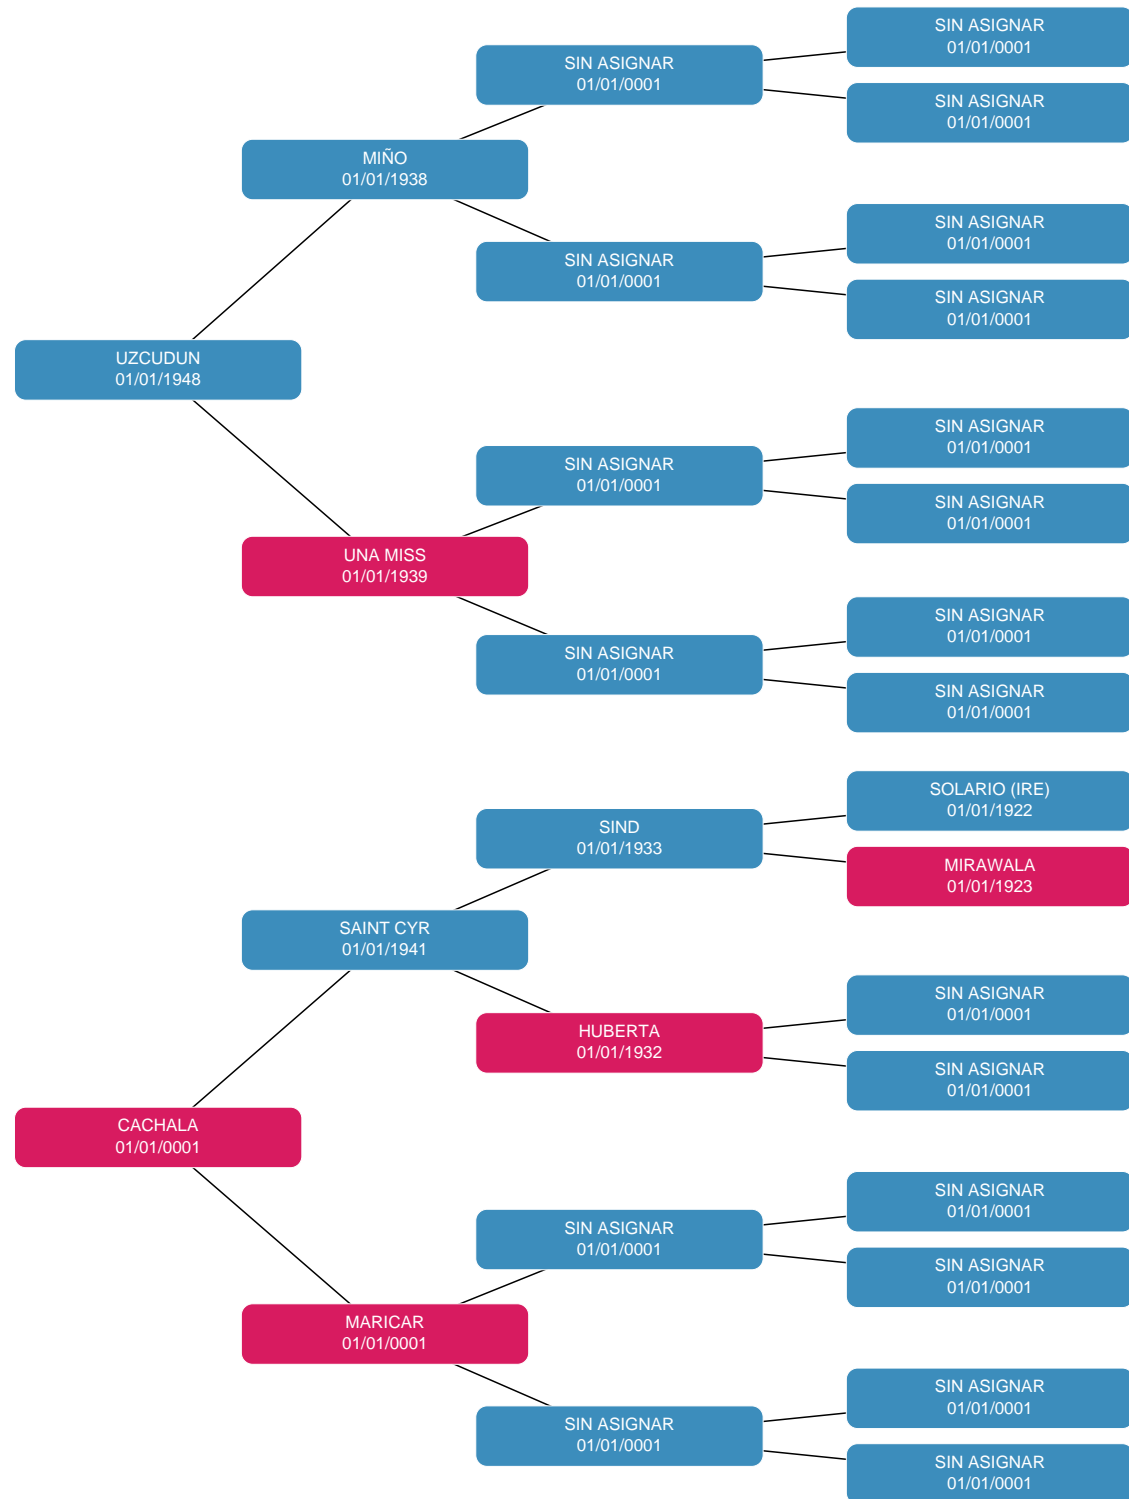 SIN ASIGNAR
01/01/0001
SIN ASIGNAR
01/01/0001
SIN ASIGNAR
01/01/0001
MIÑO
01/01/1938
SIN ASIGNAR
01/01/0001
SIN ASIGNAR
01/01/0001
SIN ASIGNAR
01/01/0001
UZCUDUN
01/01/1948
SIN ASIGNAR
01/01/0001
SIN ASIGNAR
01/01/0001
SIN ASIGNAR
01/01/0001
UNA MISS
01/01/1939
SIN ASIGNAR
01/01/0001
SIN ASIGNAR
01/01/0001
SIN ASIGNAR
01/01/0001
SOLARIO (IRE)
01/01/1922
SIND
01/01/1933
MIRAWALA
01/01/1923
SAINT CYR
01/01/1941
SIN ASIGNAR
01/01/0001
HUBERTA
01/01/1932
SIN ASIGNAR
01/01/0001
CACHALA
01/01/0001
SIN ASIGNAR
01/01/0001
SIN ASIGNAR
01/01/0001
SIN ASIGNAR
01/01/0001
MARICAR
01/01/0001
SIN ASIGNAR
01/01/0001
SIN ASIGNAR
01/01/0001
SIN ASIGNAR
01/01/0001